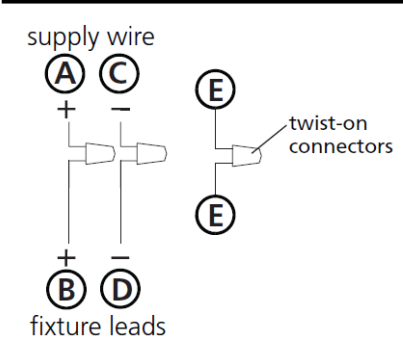 supply wire
A C
+ −
E
twist-on
connectors
E
+ −
B D
fixture leads